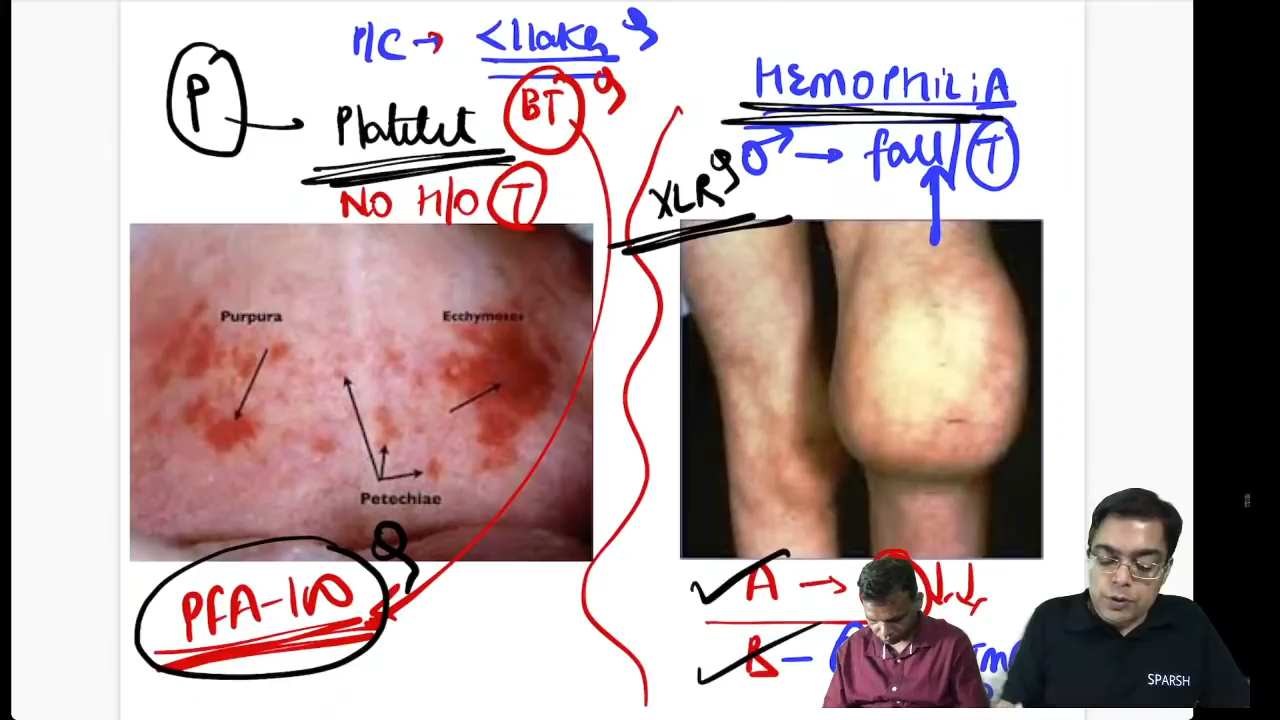 P/C → <1 lakh
P → Platelet BT
NO H/O T
HEMOPHiLiA
♂ → fall/T
XLR
Purpura
Ecchymoses
Petechiae
PFA-100
A → ↓↓
B -
SPARSH